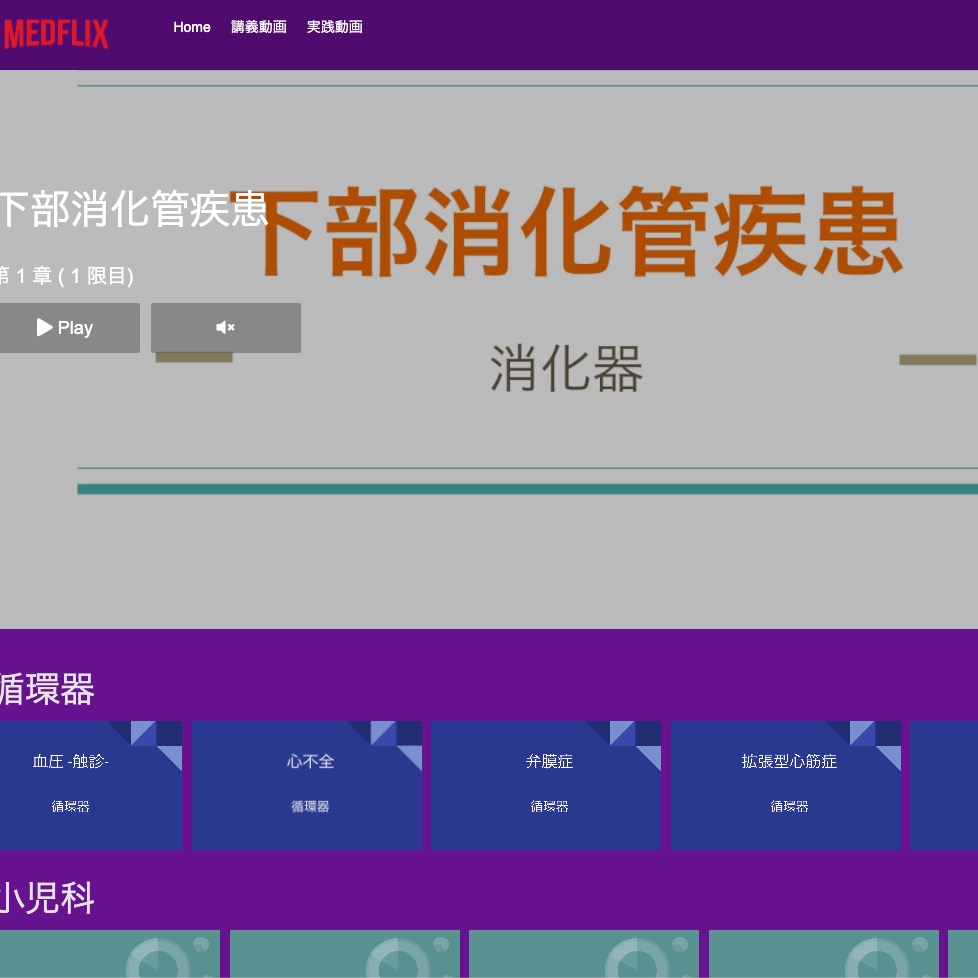 MEDFLIX
Home 講義動画 実践動画
下部消化管疾患
下部消化管疾患
第 1 章 ( 1 限目)
Play
消化器
循環器
血圧 -触診- 心不全 弁膜症 拡張型心筋症
循環器 循環器 循環器 循環器
小児科